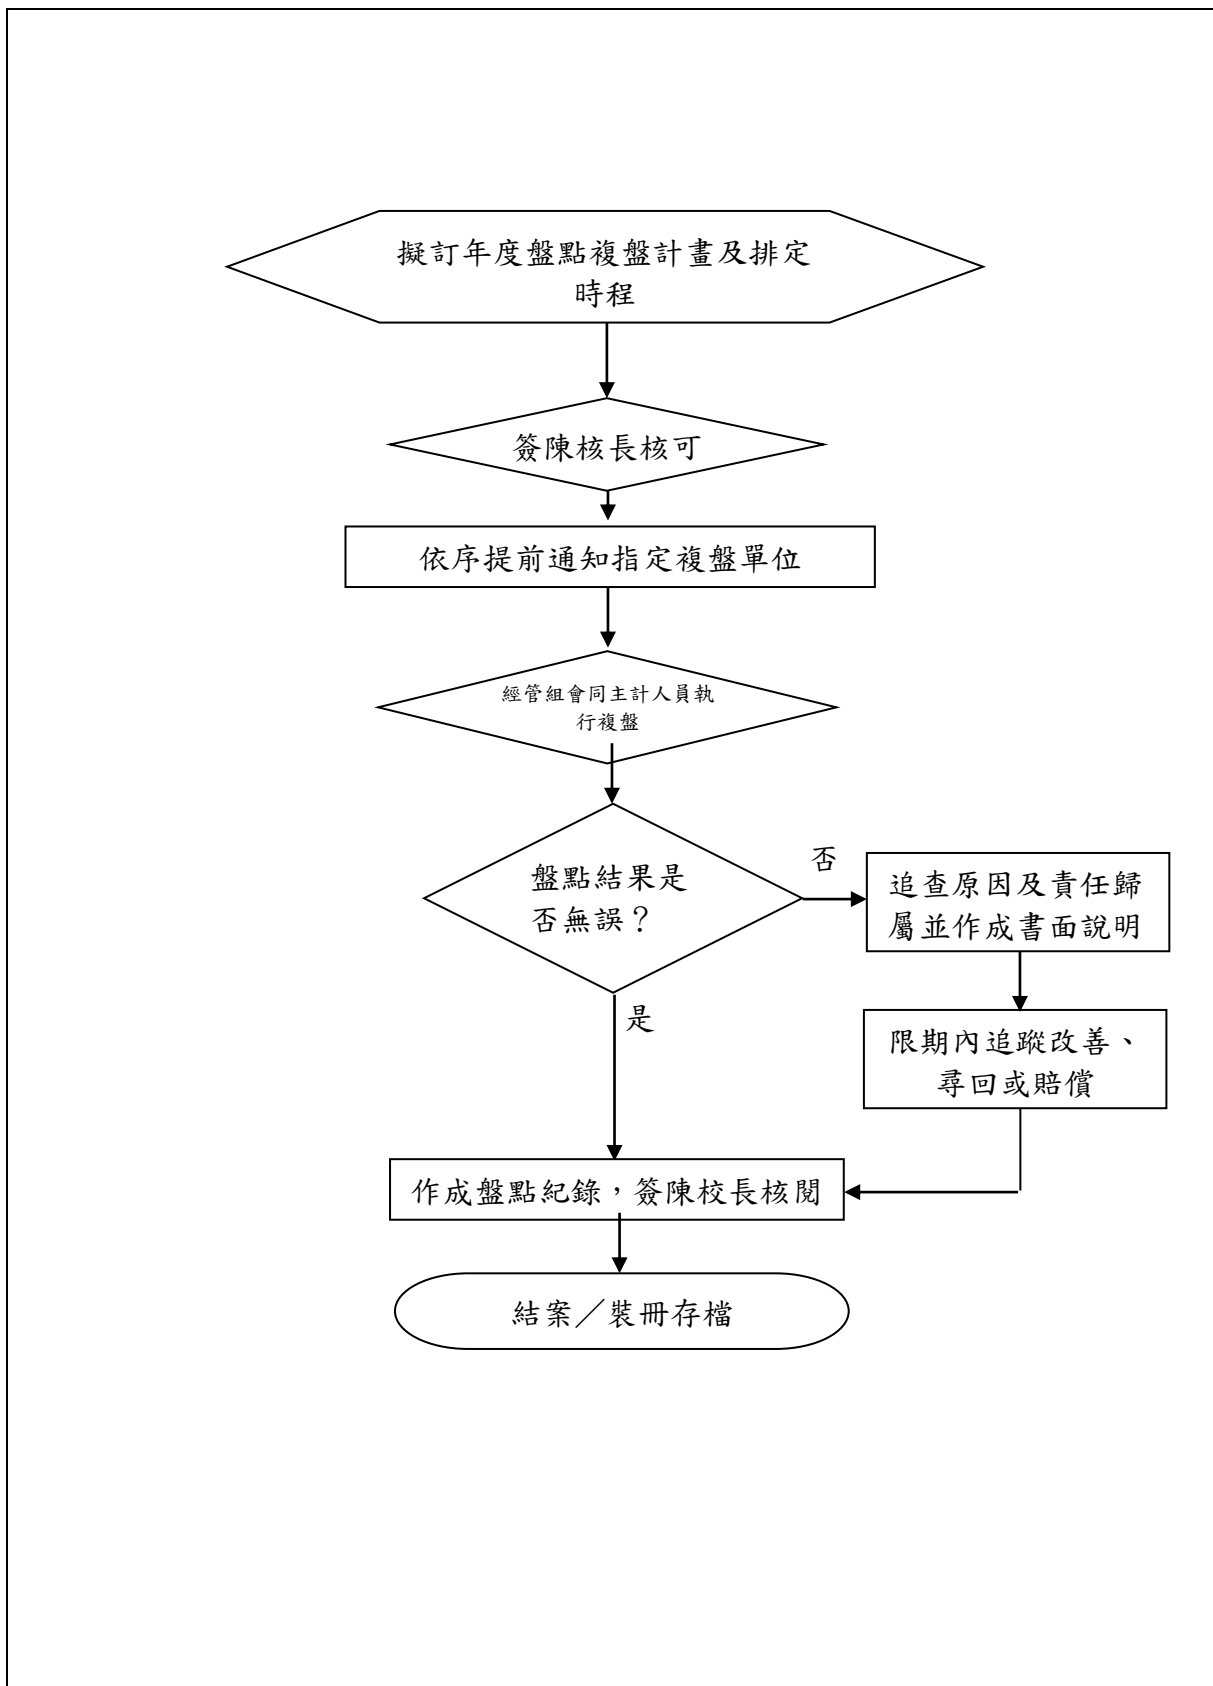 擬訂年度盤點複盤計畫及排定
時程
簽陳核長核可
依序提前通知指定複盤單位
經管組會同主計人員執
行複盤
盤點結果是
否無誤？
否
追查原因及責任歸
屬並作成書面說明
是
限期內追蹤改善、
尋回或賠償
作成盤點紀錄，簽陳校長核閱
結案／裝冊存檔